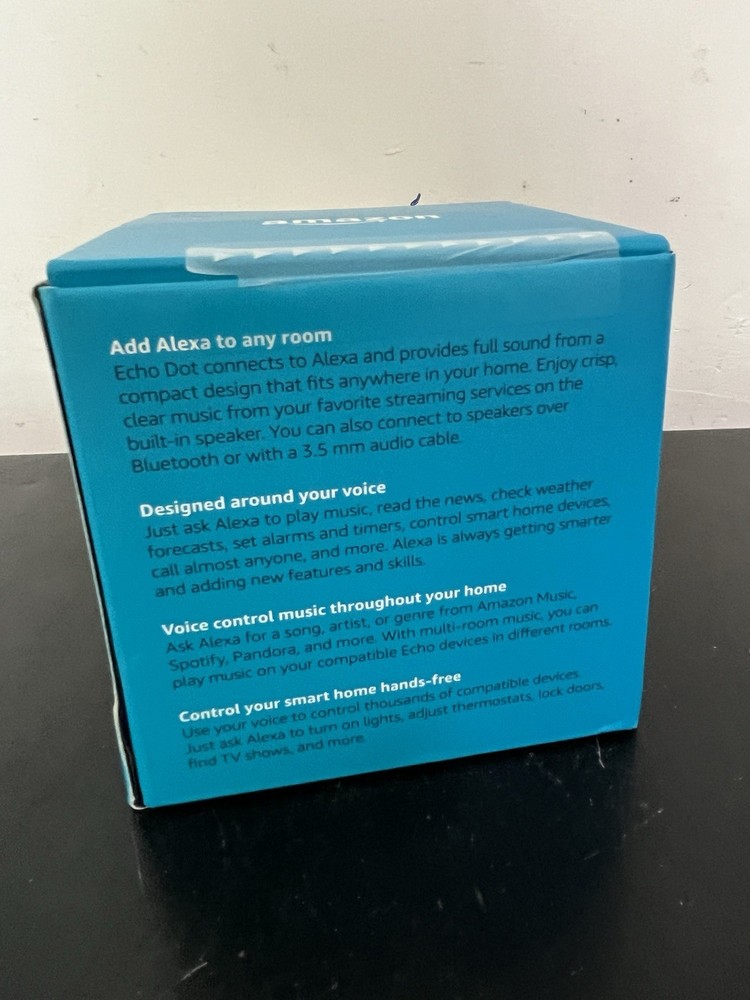 amazon
Add Alexa to any room
Echo Dot connects to Alexa and provides full sound from a
compact design that fits anywhere in your home. Enjoy crisp,
clear music from your favorite streaming services on the
built-in speaker. You can also connect to speakers over
Bluetooth or with a 3.5 mm audio cable.
Designed around your voice
Just ask Alexa to play music, read the news, check weather
forecasts, set alarms and timers, control smart home devices,
call almost anyone, and more. Alexa is always getting smarter
and adding new features and skills.
Voice control music throughout your home
Ask Alexa for a song, artist, or genre from Amazon Music,
Spotify, Pandora, and more. With multi-room music, you can
play music on your compatible Echo devices in different rooms.
Control your smart home hands-free
Use your voice to control thousands of compatible devices.
Just ask Alexa to turn on lights, adjust thermostats, lock doors,
find TV shows, and more.